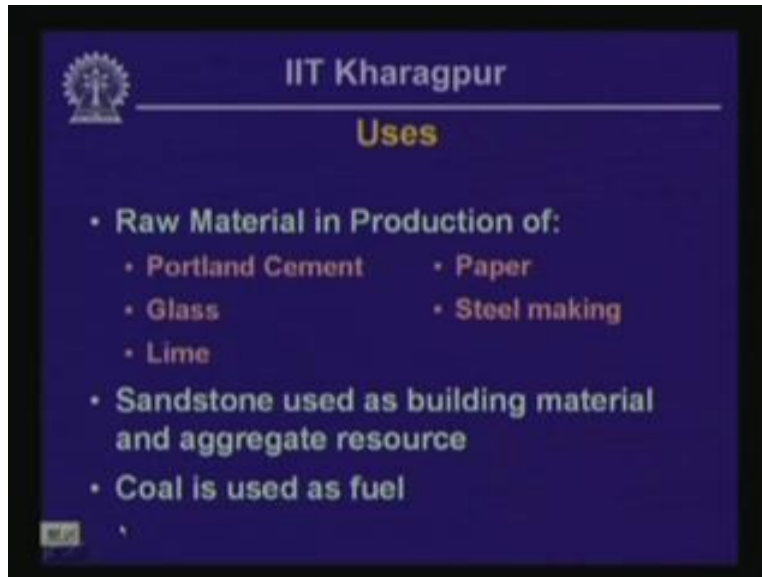 IIT Kharagpur
Uses
• Raw Material in Production of:
• Portland Cement • Paper
• Glass • Steel making
• Lime
• Sandstone used as building material
and aggregate resource
• Coal is used as fuel